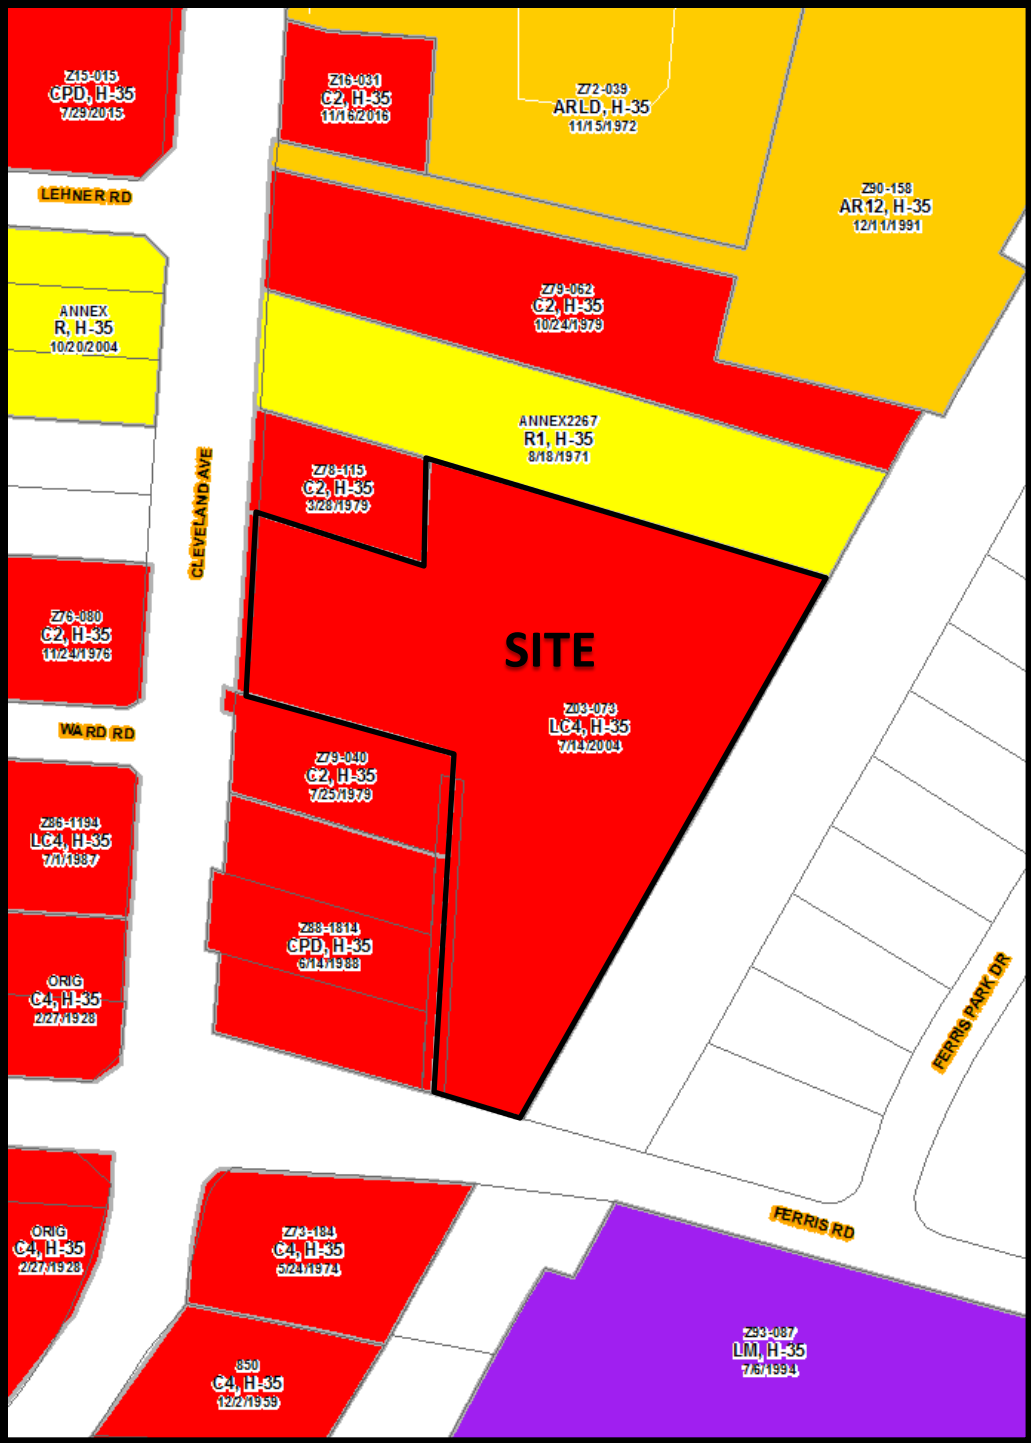 Z15-015
CPD, H-35
7/29/2015
Z16-031
C2, H-35
11/16/2016
Z72-039
ARLD, H-35
11/15/1972
LEHNER RD
Z90-158
AR12, H-35
12/11/1991
ANNEX
R, H-35
10/20/2004
Z79-062
C2, H-35
10/24/1979
ANNEX2267
R1, H-35
8/18/1971
Z78-115
C2, H-35
3/28/1979
CLEVELAND AVE
Z76-080
C2, H-35
11/24/1976
SITE
Z03-073
LC4, H-35
7/14/2004
WARD RD
Z79-040
C2, H-35
7/25/1979
Z86-1194
LC4, H-35
7/1/1987
Z88-1814
CPD, H-35
6/14/1988
ORIG
C4, H-35
2/27/1928
FERRIS PARK DR
ORIG
C4, H-35
2/27/1928
Z73-184
C4, H-35
5/24/1974
FERRIS RD
Z93-087
LM, H-35
7/6/1994
850
C4, H-35
12/2/1959